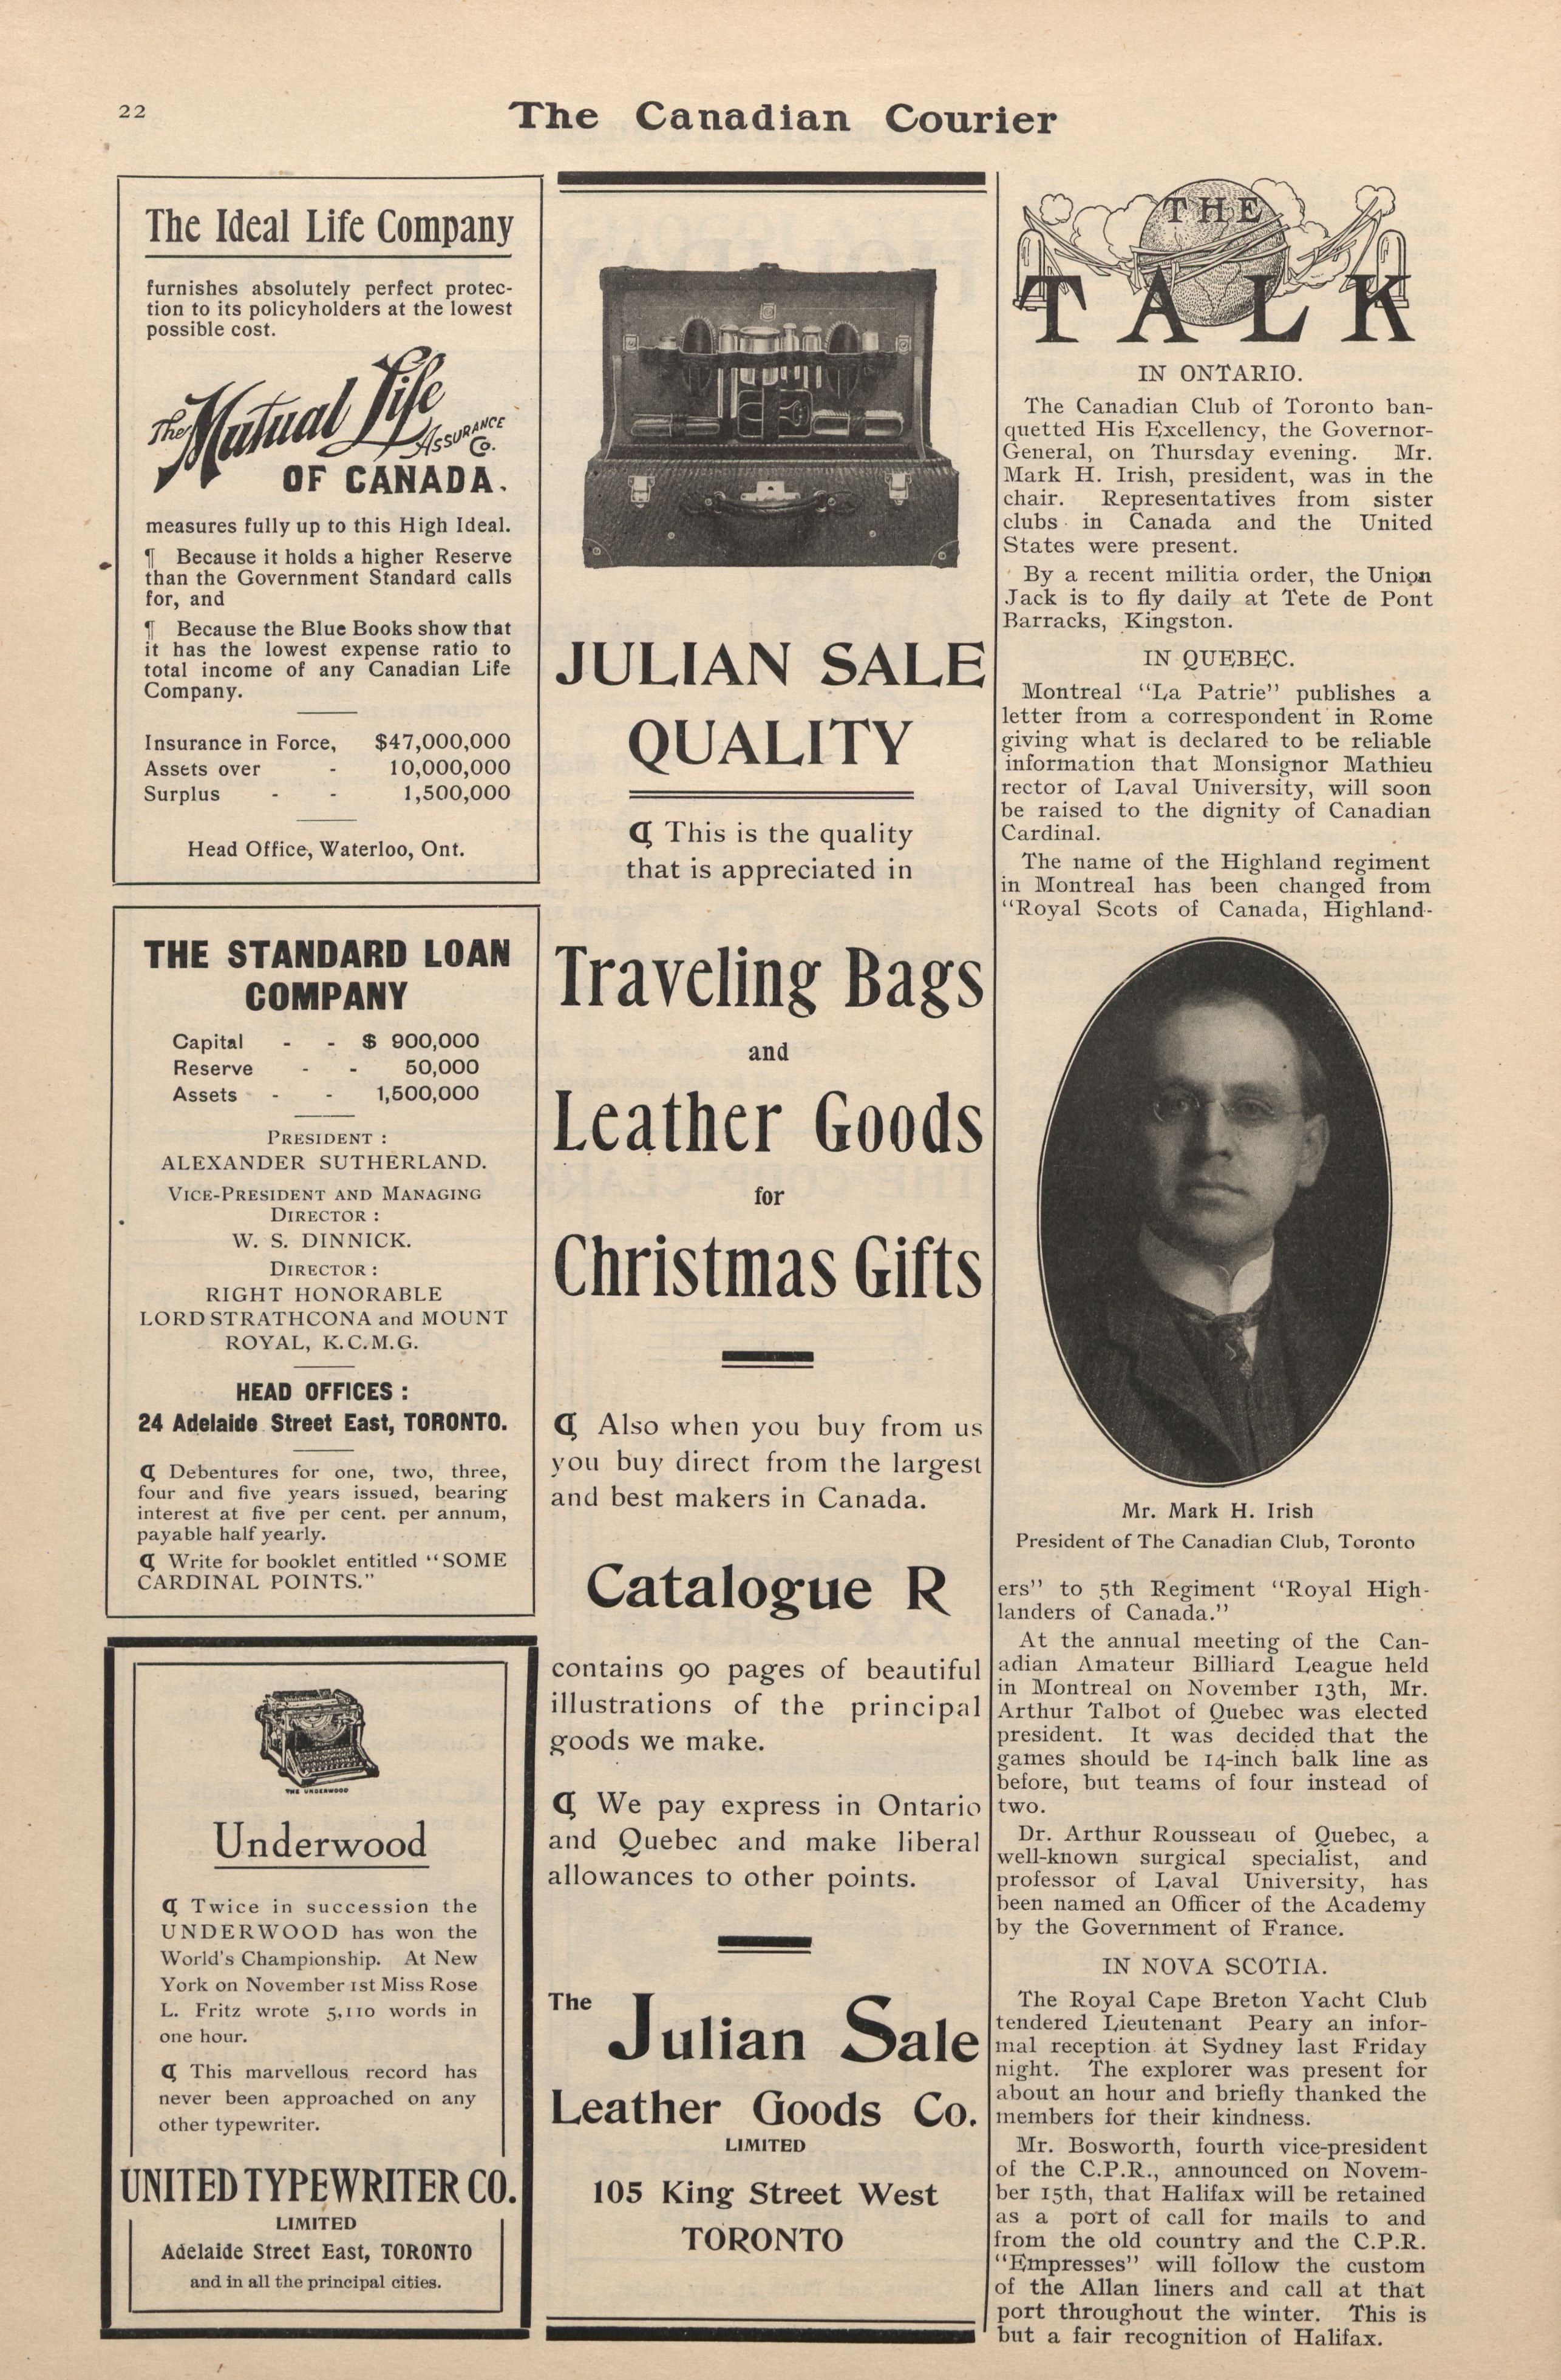 22
The Canadian Courier
The Ideal Life Company
furnishes absolutely perfect protec-
tion to its policyholders at the lowest
possible cost.
The Mutual Life
Assurance Co.
OF CANADA.
measures fully up to this High Ideal.
¶ Because it holds a higher Reserve
than the Government Standard calls
for, and
¶ Because the Blue Books show that
it has the lowest expense ratio to
total income of any Canadian Life
Company.
Insurance in Force, $47,000,000
Assets over - 10,000,000
Surplus - - 1,500,000
Head Office, Waterloo, Ont.
THE STANDARD LOAN
COMPANY
Capital - - $ 900,000
Reserve - - 50,000
Assets - - 1,500,000
PRESIDENT :
ALEXANDER SUTHERLAND.
VICE-PRESIDENT AND MANAGING
DIRECTOR :
W. S. DINNICK.
DIRECTOR :
RIGHT HONORABLE
LORD STRATHCONA and MOUNT
ROYAL, K.C.M.G.
HEAD OFFICES :
24 Adelaide Street East, TORONTO.
¶ Debentures for one, two, three,
four and five years issued, bearing
interest at five per cent. per annum,
payable half yearly.
¶ Write for booklet entitled "SOME
CARDINAL POINTS."
THE UNDERWOOD
Underwood
¶ Twice in succession the
UNDERWOOD has won the
World's Championship. At New
York on November 1st Miss Rose
L. Fritz wrote 5,110 words in
one hour.
¶ This marvellous record has
never been approached on any
other typewriter.
UNITED TYPEWRITER CO.
LIMITED
Adelaide Street East, TORONTO
and in all the principal cities.
JULIAN SALE
QUALITY
¶ This is the quality
that is appreciated in
Traveling Bags
and
Leather Goods
for
Christmas Gifts
¶ Also when you buy from us
you buy direct from the largest
and best makers in Canada.
Catalogue R
contains 90 pages of beautiful
illustrations of the principal
goods we make.
¶ We pay express in Ontario
and Quebec and make liberal
allowances to other points.
The Julian Sale
Leather Goods Co.
LIMITED
105 King Street West
TORONTO
THE
TALK
IN ONTARIO.
The Canadian Club of Toronto ban-
quetted His Excellency, the Governor-
General, on Thursday evening. Mr.
Mark H. Irish, president, was in the
chair. Representatives from sister
clubs in Canada and the United
States were present.
By a recent militia order, the Union
Jack is to fly daily at Tete de Pont
Barracks, Kingston.
IN QUEBEC.
Montreal "La Patrie" publishes a
letter from a correspondent in Rome
giving what is declared to be reliable
information that Monsignor Mathieu
rector of Laval University, will soon
be raised to the dignity of Canadian
Cardinal.
The name of the Highland regiment
in Montreal has been changed from
"Royal Scots of Canada, Highland-
Mr. Mark H. Irish
President of The Canadian Club, Toronto
ers" to 5th Regiment "Royal High-
landers of Canada."
At the annual meeting of the Can-
adian Amateur Billiard League held
in Montreal on November 13th, Mr.
Arthur Talbot of Quebec was elected
president. It was decided that the
games should be 14-inch balk line as
before, but teams of four instead of
two.
Dr. Arthur Rousseau of Quebec, a
well-known surgical specialist, and
professor of Laval University, has
been named an Officer of the Academy
by the Government of France.
IN NOVA SCOTIA.
The Royal Cape Breton Yacht Club
tendered Lieutenant Peary an infor-
mal reception at Sydney last Friday
night. The explorer was present for
about an hour and briefly thanked the
members for their kindness.
Mr. Bosworth, fourth vice-president
of the C.P.R., announced on Novem-
ber 15th, that Halifax will be retained
as a port of call for mails to and
from the old country and the C.P.R.
"Empresses" will follow the custom
of the Allan liners and call at that
port throughout the winter. This is
but a fair recognition of Halifax.